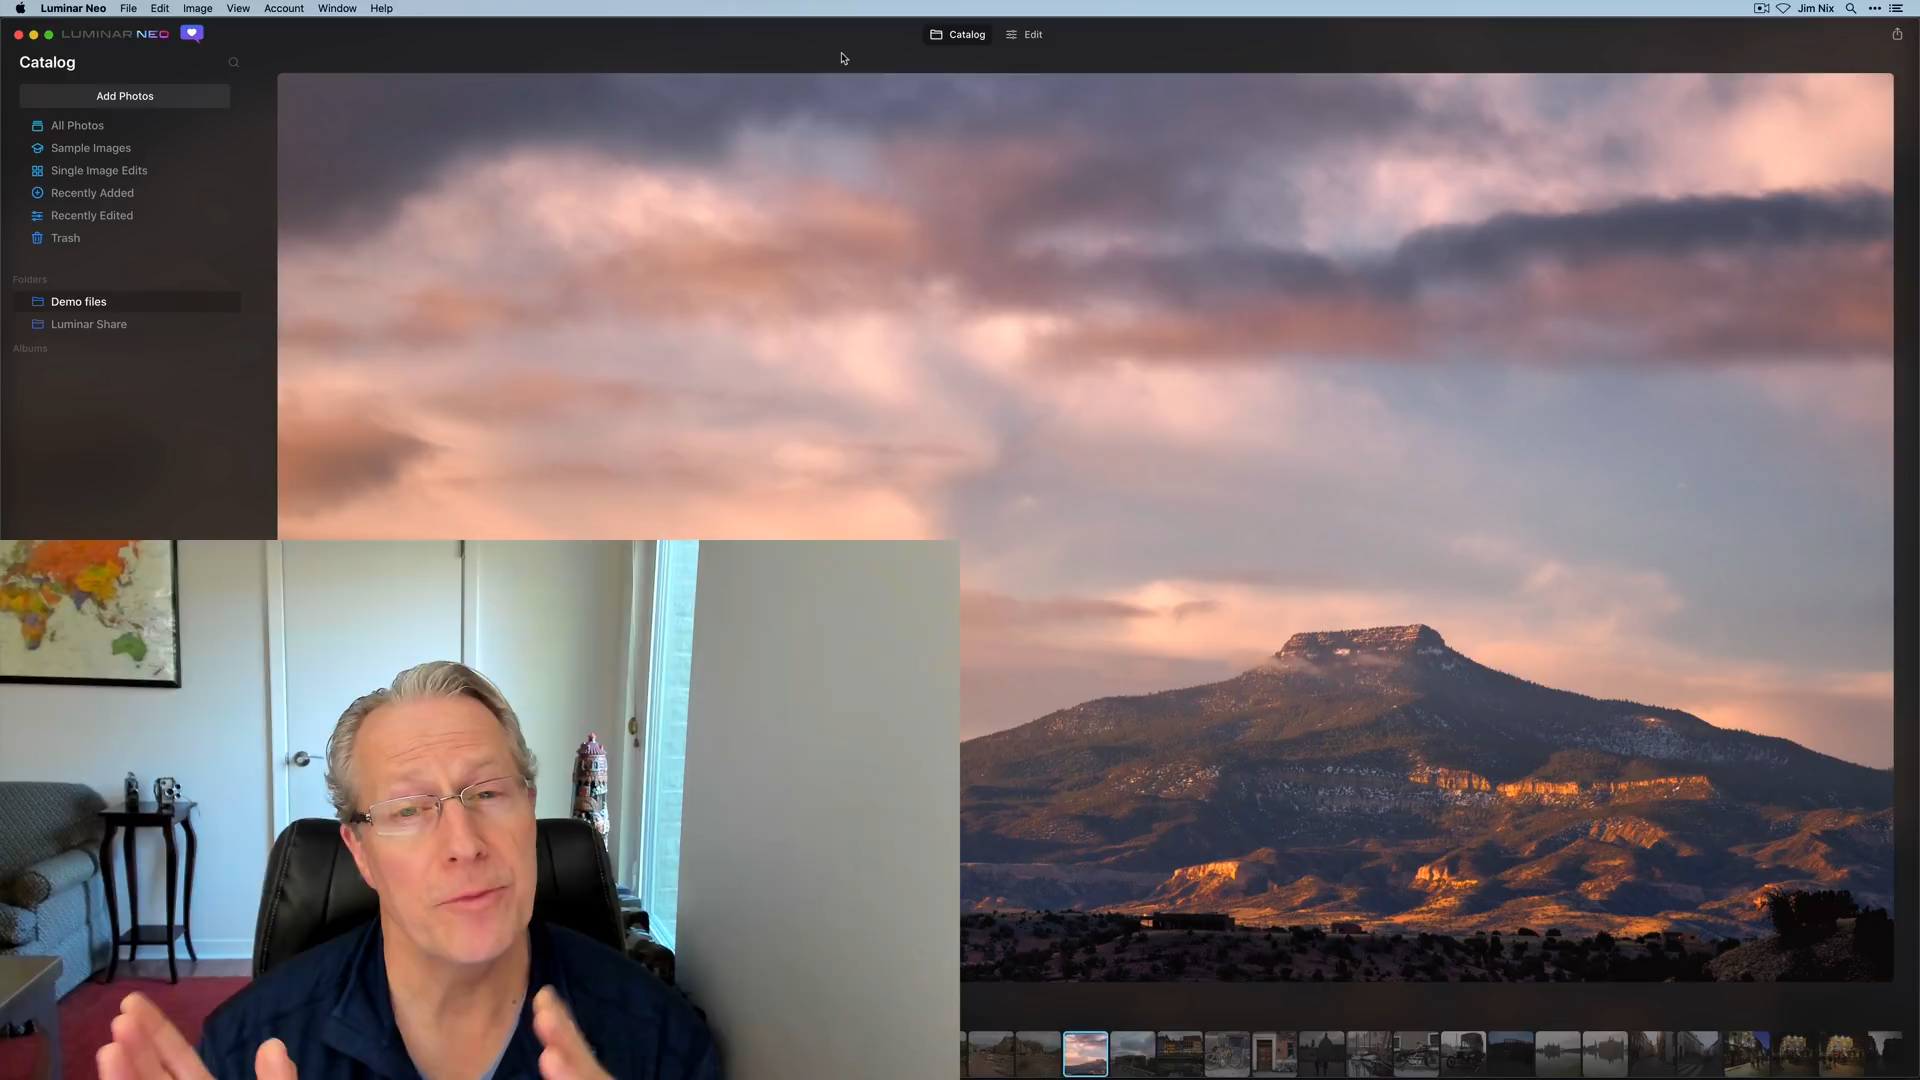 Luminar Neo File Edit Image View Account Window Help Jim Nix
LUMINAR NEO
Catalog Edit
Catalog
Add Photos
All Photos
Sample Images
Single Image Edits
Recently Added
Recently Edited
Trash
Folders
Demo files
Luminar Share
Albums